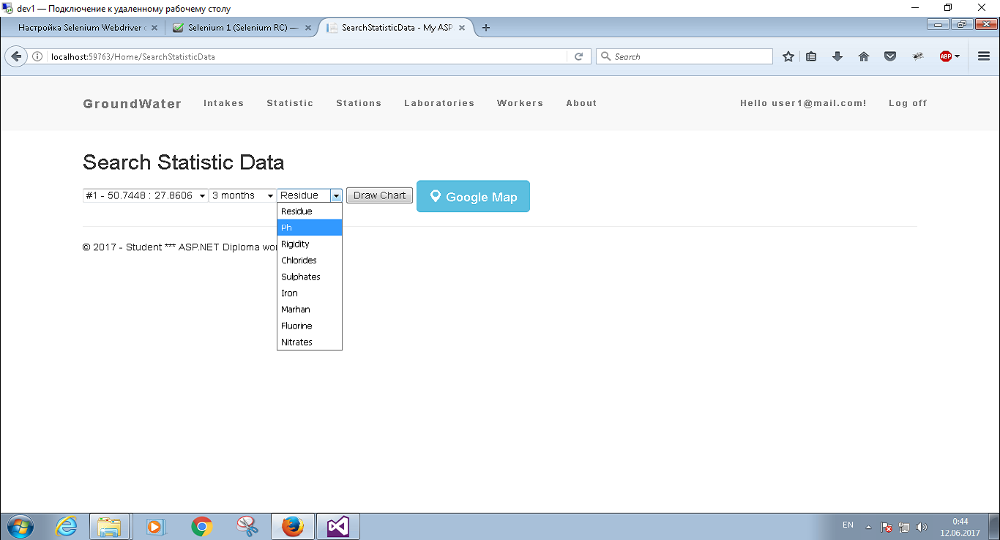 dev1 — Подключение к удаленному рабочему столу
Настройка Selenium Webdriver
Selenium 1 (Selenium RC) —
SearchStatisticData - My ASP
localhost:59763/Home/SearchStatisticData
Search
ABP
GroundWater Intakes Statistic Stations Laboratories Workers About Hello user1@mail.com! Log off
Search Statistic Data
#1 - 50.7448 : 27.8606 3 months Residue Draw Chart Google Map
Residue
Ph
Rigidity
Chlorides
Sulphates
Iron
Marhan
Fluorine
Nitrates
© 2017 - Student *** ASP.NET Diploma
EN
0:44
12.06.2017